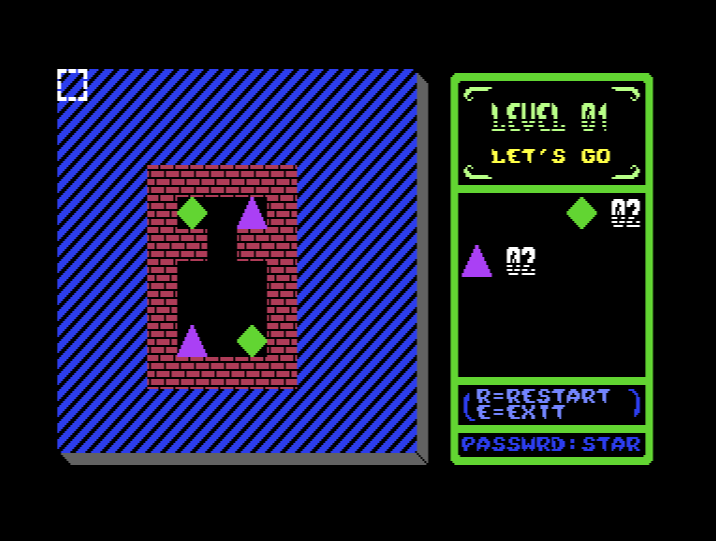 LEVEL 01
LET'S GO
02
02
R=RESTART
E=EXIT
PASSWRD:STAR